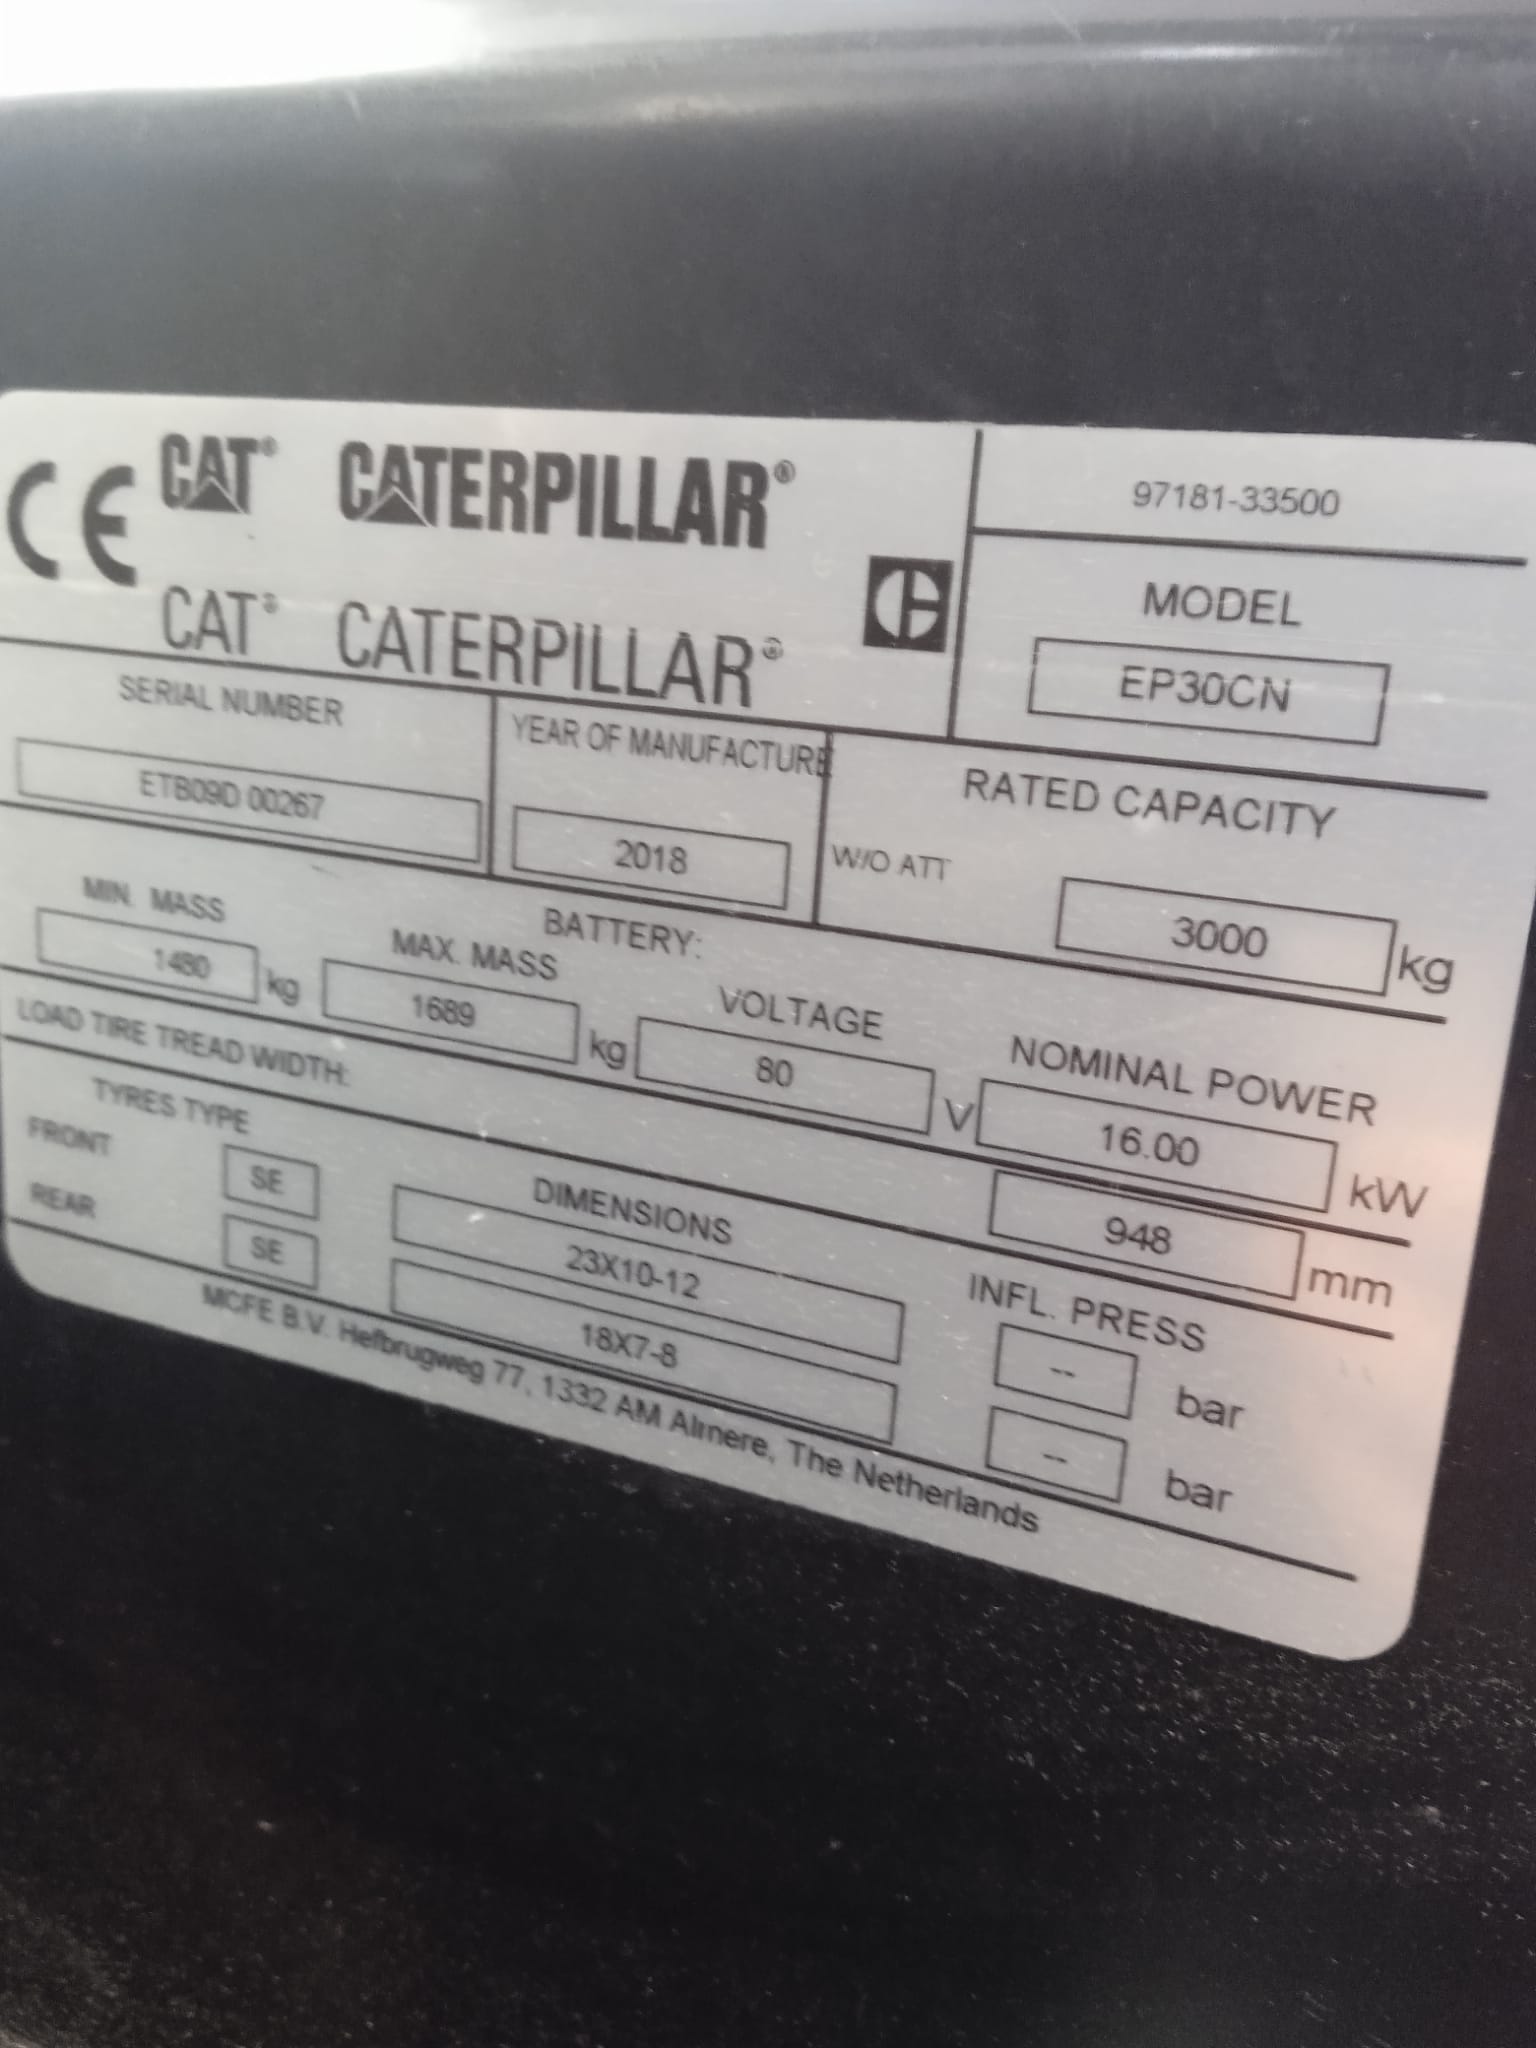 CE CAT® CATERPILLAR®
CAT® CATERPILLAR®
97181-33500
MODEL
EP30CN
SERIAL NUMBER
ETB09D 00267
YEAR OF MANUFACTURE
2018
RATED CAPACITY
W/O ATT 3000 kg
BATTERY:
MIN. MASS
1480 kg
MAX. MASS
1689 kg
VOLTAGE
80 V
NOMINAL POWER
16.00 kW
LOAD TIRE TREAD WIDTH: 948 mm
TYRES TYPE DIMENSIONS INFL. PRESS
FRONT SE 23X10-12 -- bar
REAR SE 18X7-8 -- bar
MCFE B.V. Hefbrugweg 77, 1332 AM Almere, The Netherlands